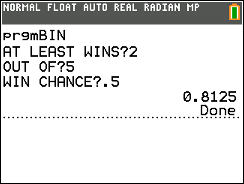 NORMAL FLOAT AUTO REAL RADIAN MP
prgmBIN
AT LEAST WINS?2
OUT OF?5
WIN CHANCE?.5
0.8125
Done